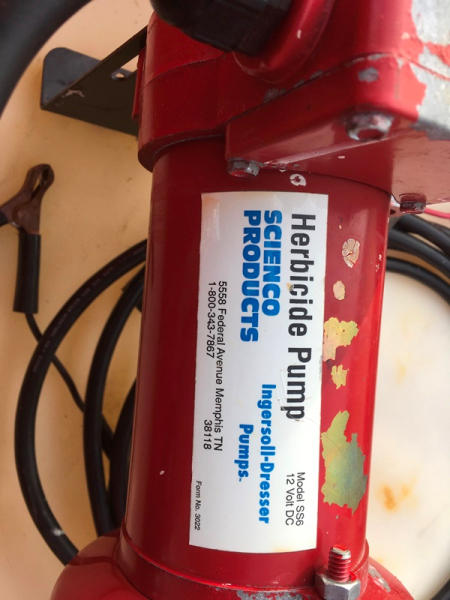 Herbicide Pump
SCIENCO
PRODUCTS
Ingersoll-Dresser
Pumps
Model SS6
12 Volt DC
5558 Federal Avenue Memphis TN
38118
1-800-343-7867
Form No. 3022